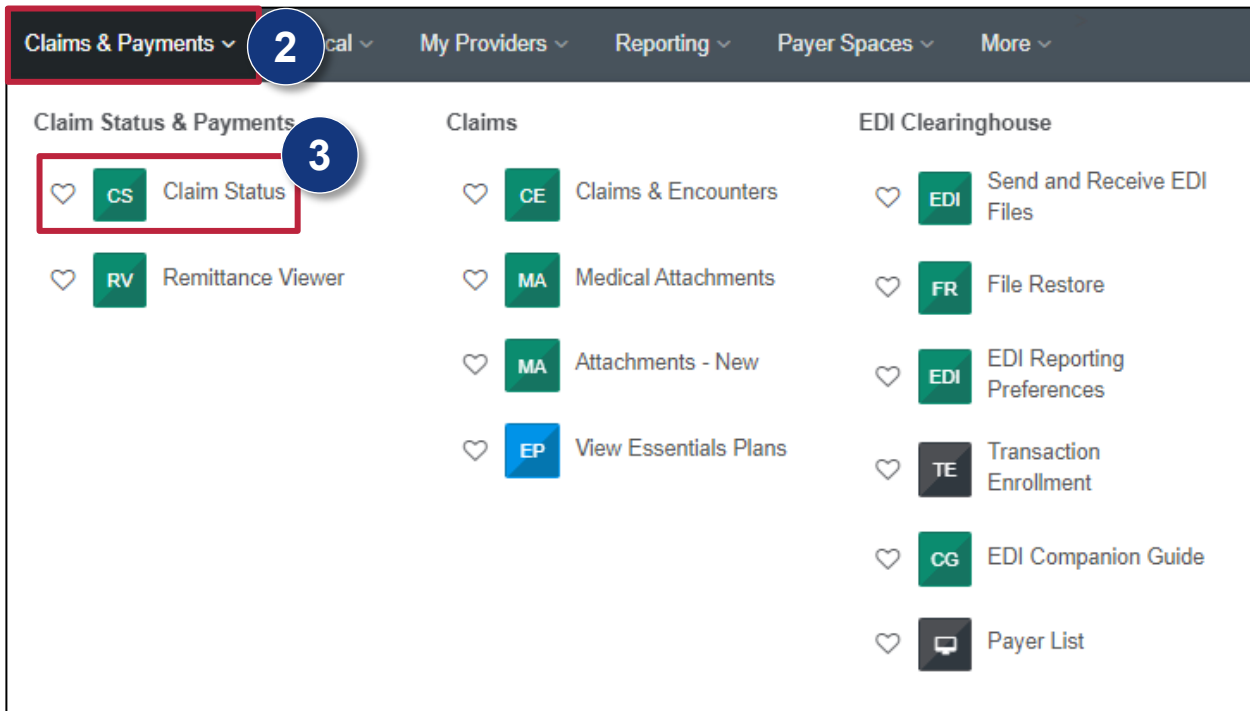 Claims & Payments 2 cal My Providers Reporting Payer Spaces More
Claim Status & Payments
3
CS Claim Status
RV Remittance Viewer
Claims
CE Claims & Encounters
MA Medical Attachments
MA Attachments - New
EP View Essentials Plans
EDI Clearinghouse
EDI Send and Receive EDI
Files
FR File Restore
EDI EDI Reporting
Preferences
TE Transaction
Enrollment
CG EDI Companion Guide
Payer List